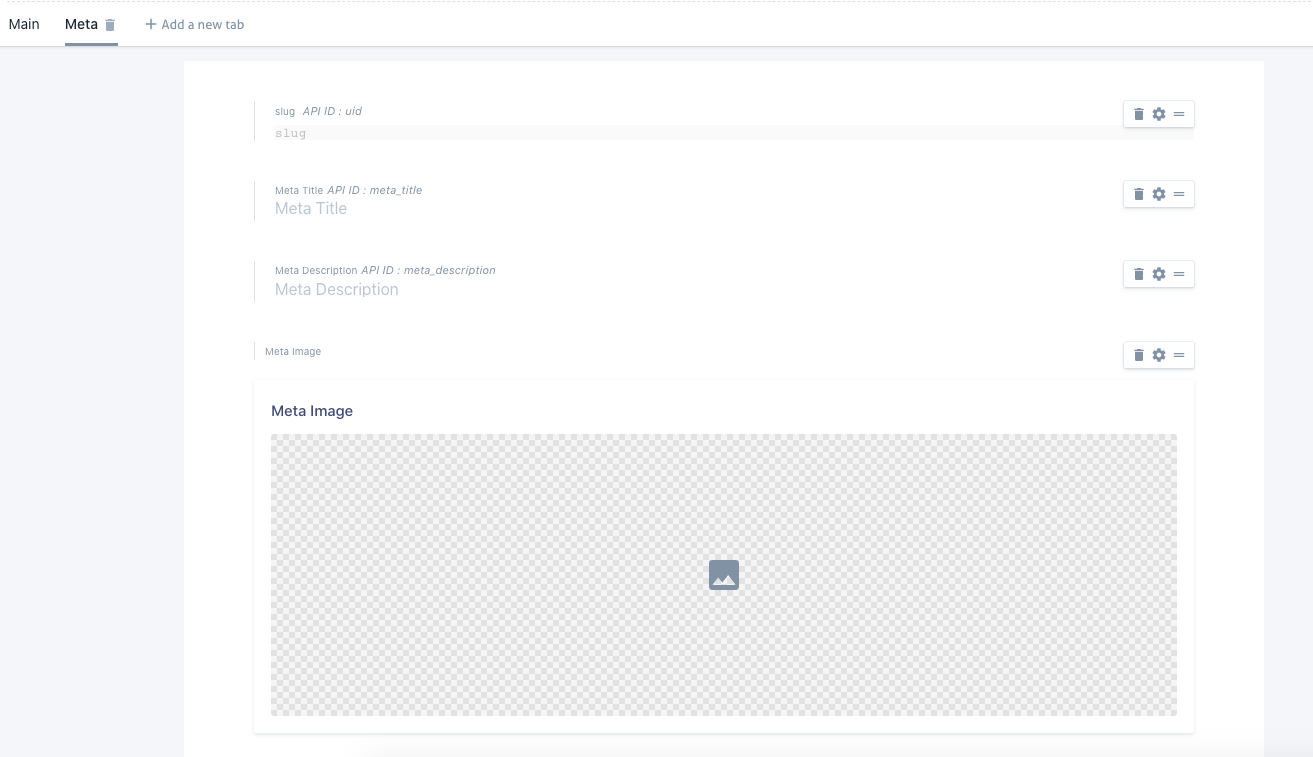 Main Meta + Add a new tab
slug API ID : uid
slug
Meta Title API ID : meta_title
Meta Title
Meta Description API ID : meta_description
Meta Description
Meta Image
Meta Image